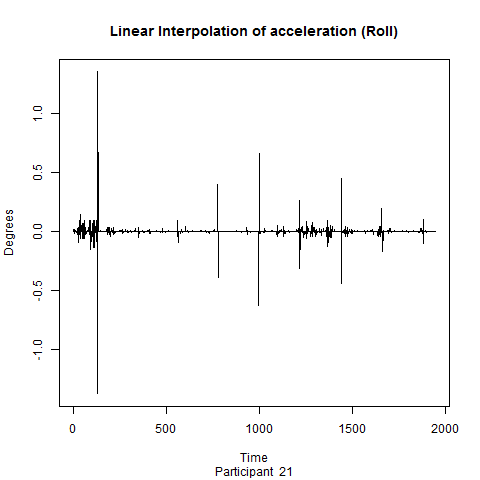 Linear Interpolation of acceleration (Roll)
1.0
0.5
0.0
-0.5
-1.0
Degrees
0 500 1000 1500 2000
Time
Participant 21